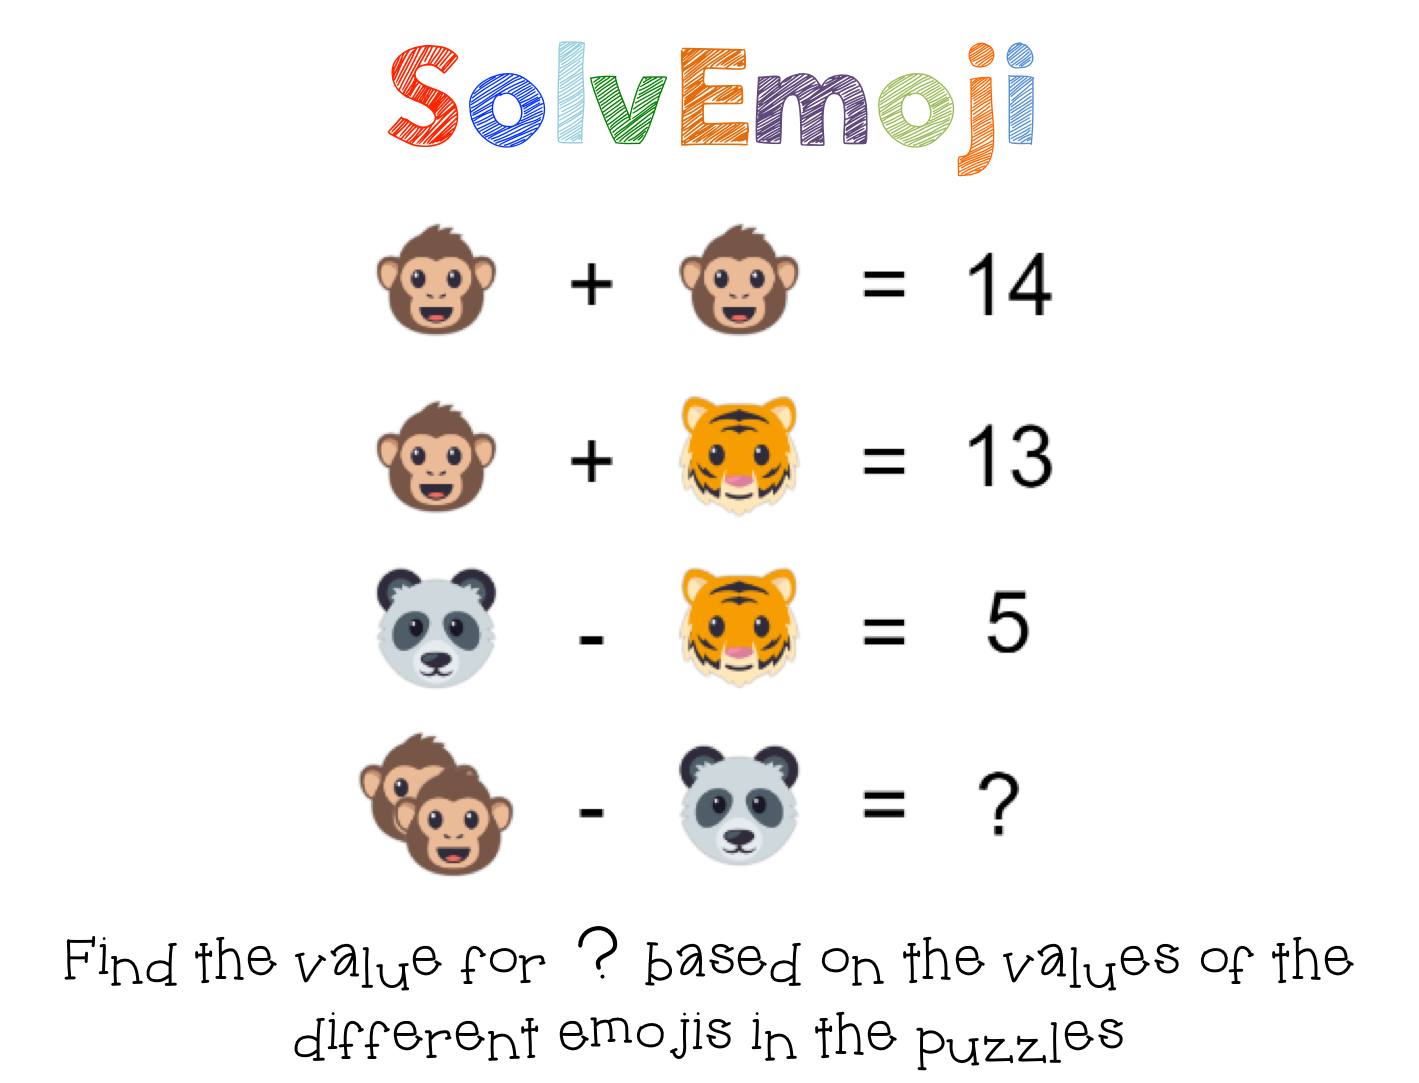 SolvEmoji
+ = 14
+ = 13
- = 5
- = ?
Find the value for ? based on the values of the
different emojis in the puzzles